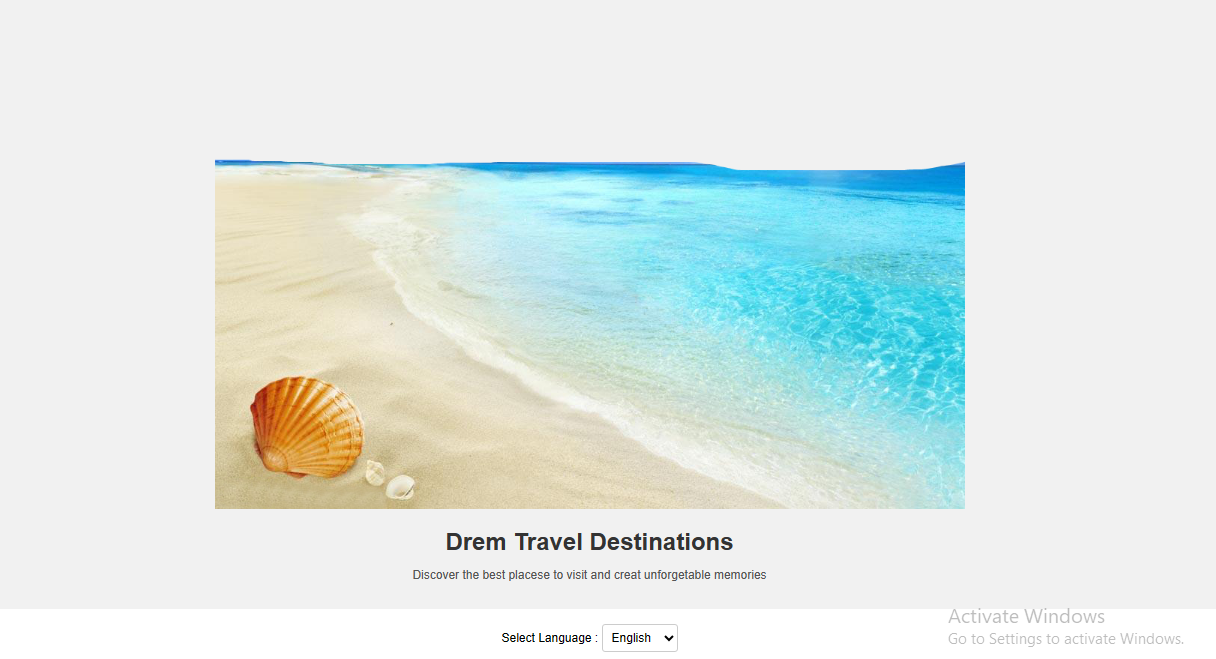 Drem Travel Destinations
Discover the best placese to visit and creat unforgetable memories
Select Language : English
Activate Windows
Go to Settings to activate Windows.